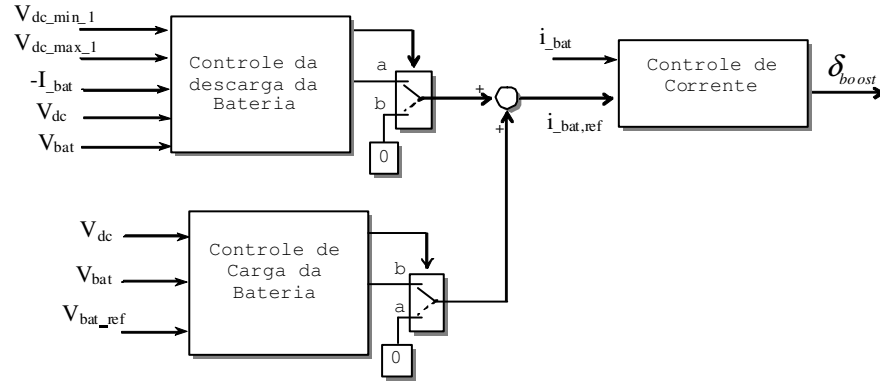 V_dc_min_1
V_dc_max_1
-I_bat
V_dc
V_bat
Controle da
descarga da
Bateria
a
b
0
+
+
i_bat
i_bat,ref
Controle de
Corrente
δ_boost
V_dc
V_bat
V_bat_ref
Controle de
Carga da
Bateria
b
a
0